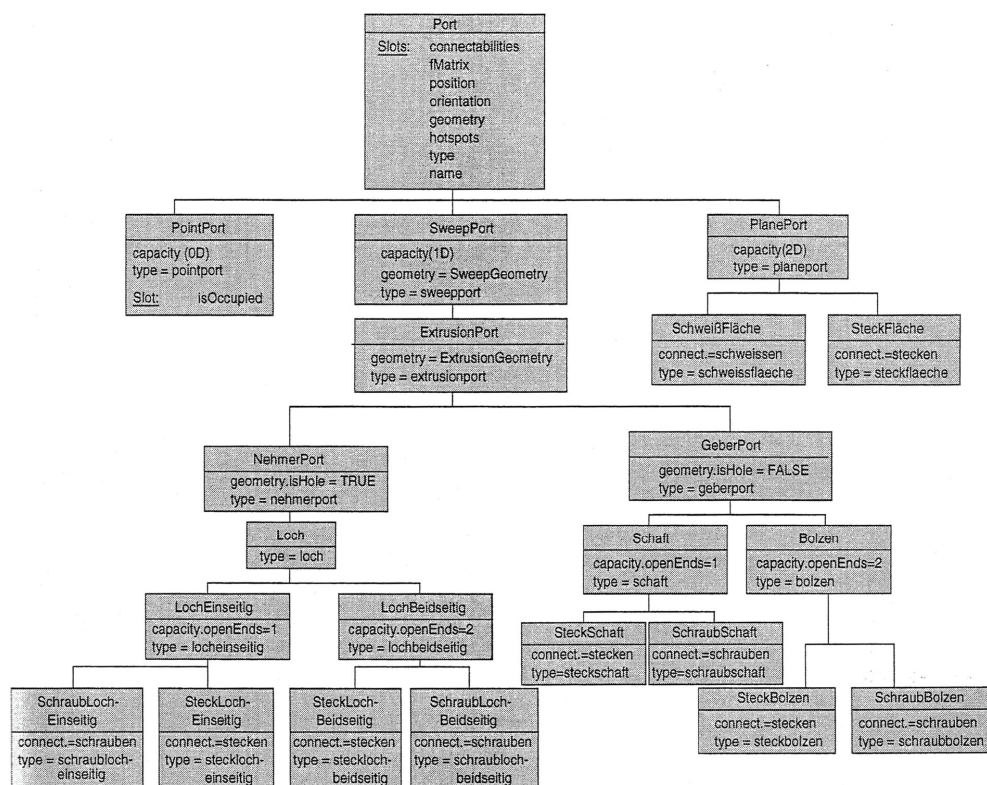 Port
Slots: connectabilities
fMatrix
position
orientation
geometry
hotspots
type
name
PointPort
capacity (0D)
type = pointport
Slot: isOccupied
SweepPort
capacity(1D)
geometry = SweepGeometry
type = sweepport
PlanePort
capacity(2D)
type = planeport
ExtrusionPort
geometry = ExtrusionGeometry
type = extrusionport
SchweißFläche
connect.=schweissen
type = schweissflaeche
SteckFläche
connect.=stecken
type = steckflaeche
NehmerPort
geometry.isHole = TRUE
type = nehmerport
GeberPort
geometry.isHole = FALSE
type = geberport
Loch
type = loch
Schaft
capacity.openEnds=1
type = schaft
Bolzen
capacity.openEnds=2
type = bolzen
LochEinseitig
capacity.openEnds=1
type = locheinseitig
LochBeidseitig
capacity.openEnds=2
type = lochbeidseitig
SteckSchaft
connect.=stecken
type=steckschaft
SchraubSchaft
connect.=schrauben
type=schraubschaft
SchraubLoch-
Einseitig
connect.=schrauben
type = schraubloch-
einseitig
SteckLoch-
Einseitig
connect.=stecken
type = steckloch-
einseitig
SteckLoch-
Beidseitig
connect.=stecken
type = steckloch-
beidseitig
SchraubLoch-
Beidseitig
connect.=schrauben
type = schraubloch-
beidseitig
SteckBolzen
connect.=stecken
type = steckbolzen
SchraubBolzen
connect.=schrauben
type = schraubbolzen